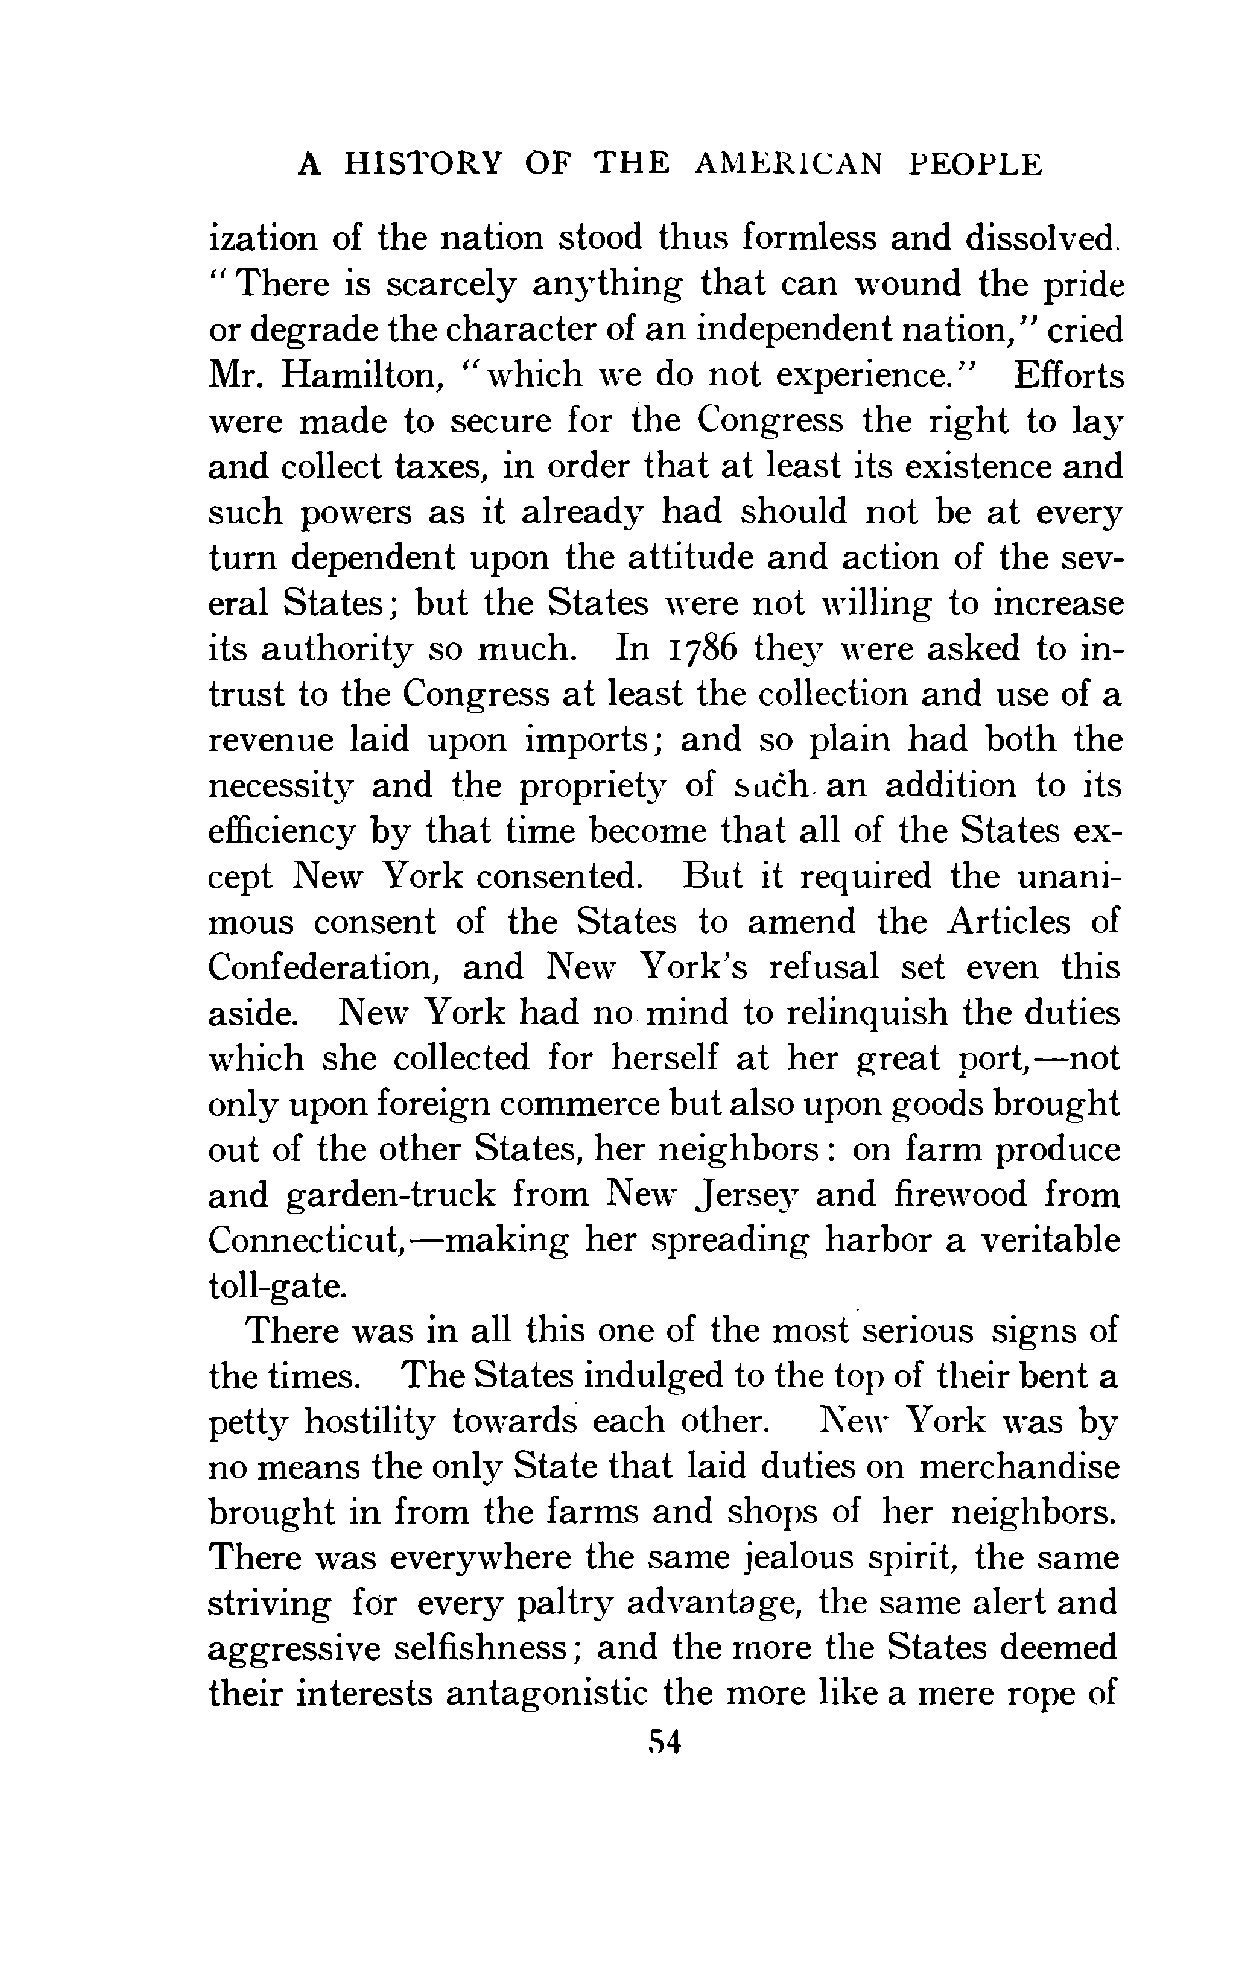 A HISTORY OF THE AMERICAN PEOPLE
ization of the nation stood thus formless and dissolved.
"There is scarcely anything that can wound the pride
or degrade the character of an independent nation," cried
Mr. Hamilton, "which we do not experience." Efforts
were made to secure for the Congress the right to lay
and collect taxes, in order that at least its existence and
such powers as it already had should not be at every
turn dependent upon the attitude and action of the sev-
eral States; but the States were not willing to increase
its authority so much. In 1786 they were asked to in-
trust to the Congress at least the collection and use of a
revenue laid upon imports; and so plain had both the
necessity and the propriety of such an addition to its
efficiency by that time become that all of the States ex-
cept New York consented. But it required the unani-
mous consent of the States to amend the Articles of
Confederation, and New York's refusal set even this
aside. New York had no mind to relinquish the duties
which she collected for herself at her great port,—not
only upon foreign commerce but also upon goods brought
out of the other States, her neighbors: on farm produce
and garden-truck from New Jersey and firewood from
Connecticut,—making her spreading harbor a veritable
toll-gate.
There was in all this one of the most serious signs of
the times. The States indulged to the top of their bent a
petty hostility towards each other. New York was by
no means the only State that laid duties on merchandise
brought in from the farms and shops of her neighbors.
There was everywhere the same jealous spirit, the same
striving for every paltry advantage, the same alert and
aggressive selfishness; and the more the States deemed
their interests antagonistic the more like a mere rope of
54